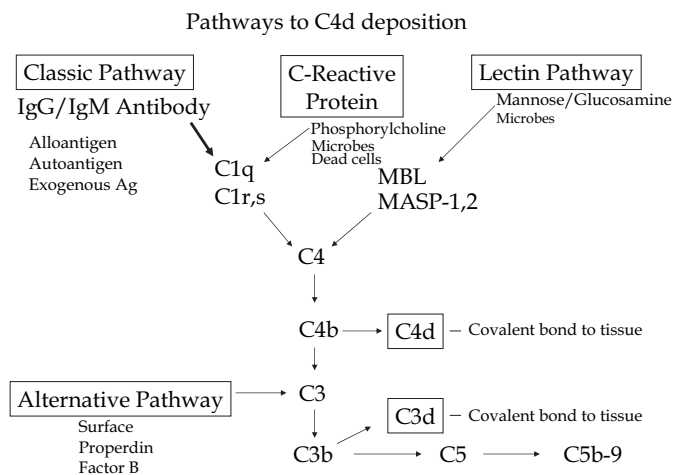 Pathways to C4d deposition
Classic Pathway
IgG/IgM Antibody
Alloantigen
Autoantigen
Exogenous Ag
C-Reactive
Protein
Phosphorylcholine
Microbes
Dead cells
Lectin Pathway
Mannose/Glucosamine
Microbes
C1q
C1r,s
MBL
MASP-1,2
C4
C4b
C4d
– Covalent bond to tissue
Alternative Pathway
Surface
Properdin
Factor B
C3
C3d
– Covalent bond to tissue
C3b
C5
C5b-9